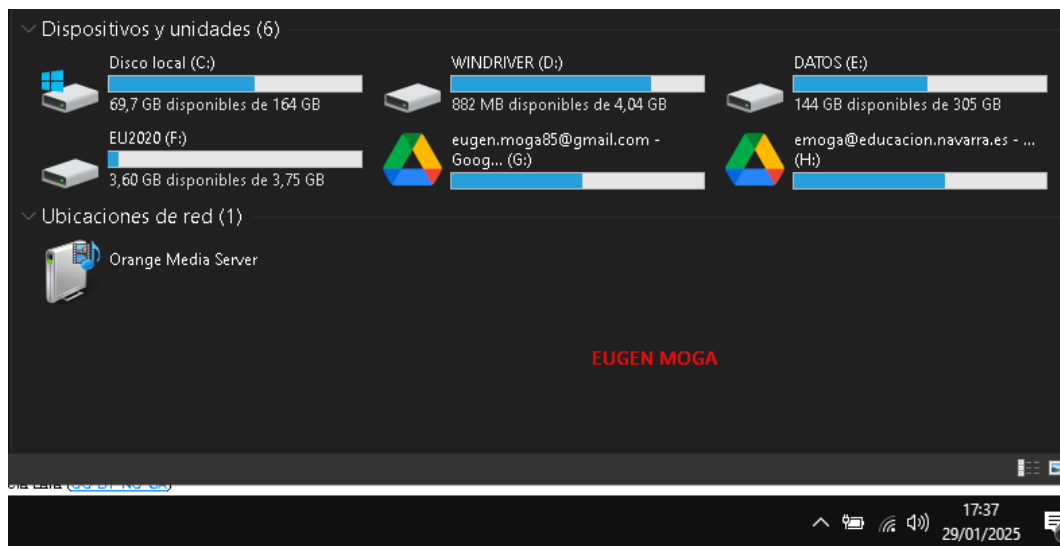 Dispositivos y unidades (6)
Disco local (C:)
69,7 GB disponibles de 164 GB
WINDRIVER (D:)
882 MB disponibles de 4,04 GB
DATOS (E:)
144 GB disponibles de 305 GB
EU2020 (F:)
3,60 GB disponibles de 3,75 GB
eugen.moga85@gmail.com -
Goog... (G:)
emoga@educacion.navarra.es - ...
(H:)
Ubicaciones de red (1)
Orange Media Server
EUGEN MOGA
17:37
29/01/2025